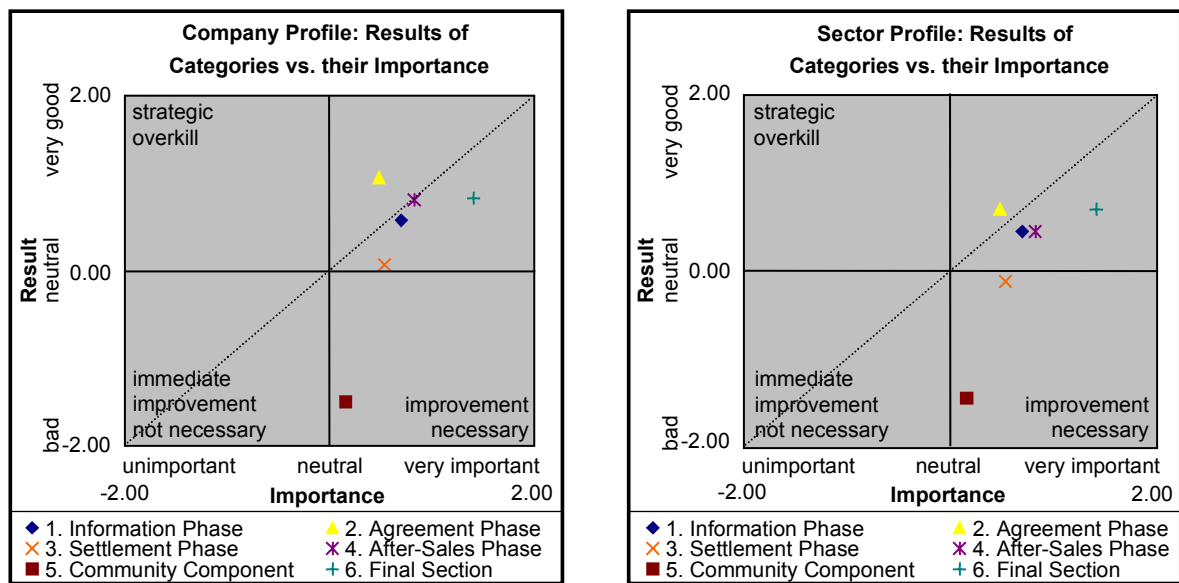 Company Profile: Results of
Categories vs. their Importance
2.00
very good
strategic
overkill
Result
neutral
0.00
bad
-2.00
immediate
improvement
not necessary
improvement
necessary
unimportant
neutral
very important
-2.00
Importance
2.00
1. Information Phase
2. Agreement Phase
3. Settlement Phase
4. After-Sales Phase
5. Community Component
6. Final Section
Sector Profile: Results of
Categories vs. their Importance
2.00
very good
strategic
overkill
Result
neutral
0.00
bad
-2.00
immediate
improvement
not necessary
improvement
necessary
unimportant
neutral
very important
-2.00
Importance
2.00
1. Information Phase
2. Agreement Phase
3. Settlement Phase
4. After-Sales Phase
5. Community Component
6. Final Section